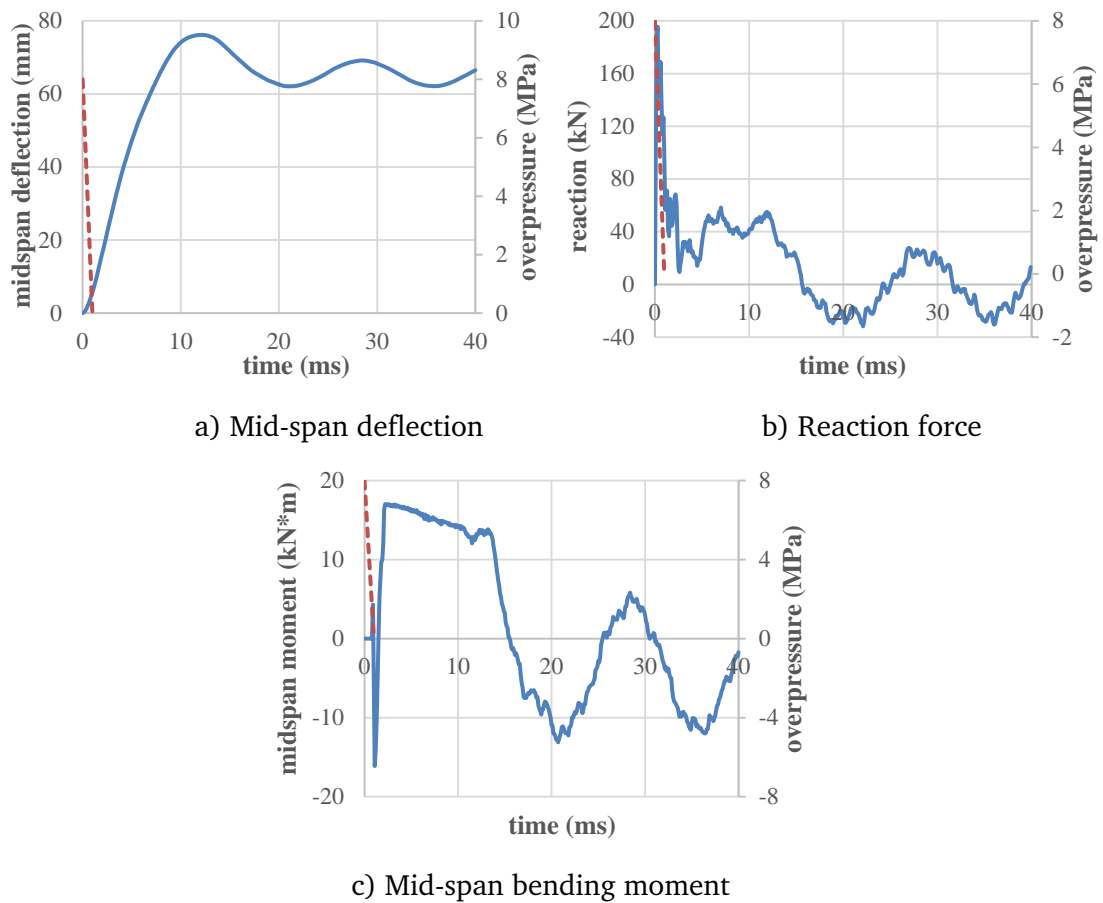 80
60
40
20
0
midspan deflection (mm)
10
8
6
4
2
0
overpressure (MPa)
0 10 20 30 40
time (ms)
a) Mid-span deflection
200
160
120
80
40
0
-40
reaction (kN)
8
6
4
2
0
-2
overpressure (MPa)
0 10 20 30 40
time (ms)
b) Reaction force
20
10
0
-10
-20
midspan moment (kN*m)
8
4
0
-4
-8
overpressure (MPa)
0 10 20 30 40
time (ms)
c) Mid-span bending moment